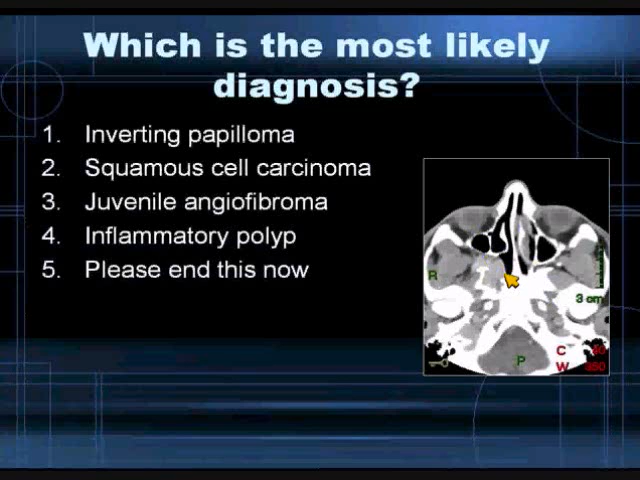 Which is the most likely
diagnosis?
1. Inverting papilloma
2. Squamous cell carcinoma
3. Juvenile angiofibroma
4. Inflammatory polyp
5. Please end this now
R
3 cm
P
C
W 350